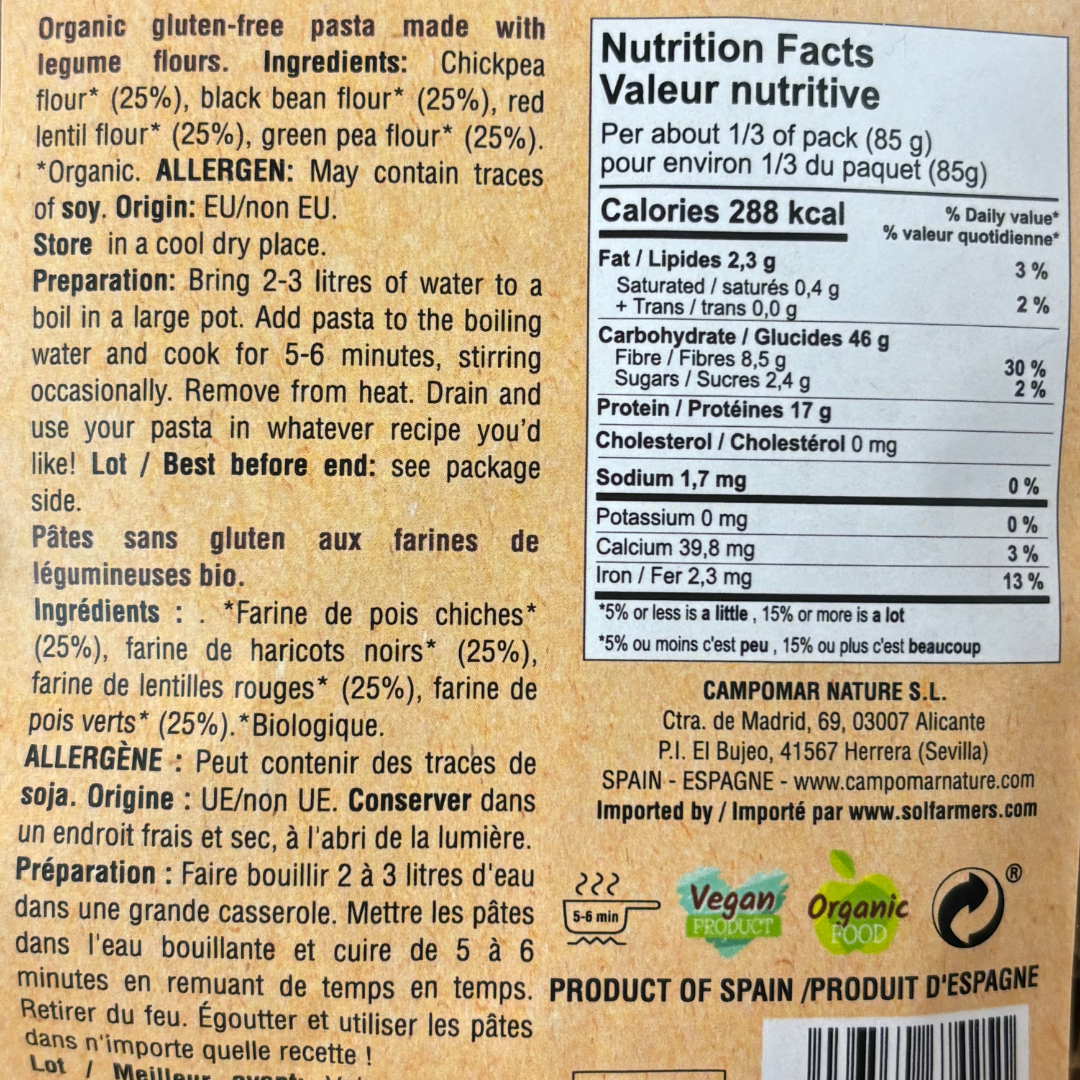 Organic gluten-free pasta made with
legume flours. Ingredients: Chickpea
flour* (25%), black bean flour* (25%), red
lentil flour* (25%), green pea flour* (25%).
*Organic. ALLERGEN: May contain traces
of soy. Origin: EU/non EU.
Store in a cool dry place.
Preparation: Bring 2-3 litres of water to a
boil in a large pot. Add pasta to the boiling
water and cook for 5-6 minutes, stirring
occasionally. Remove from heat. Drain and
use your pasta in whatever recipe you'd
like! Lot / Best before end: see package
side.
Pâtes sans gluten aux farines de
légumineuses bio.
Ingrédients : . *Farine de pois chiches*
(25%), farine de haricots noirs* (25%),
farine de lentilles rouges* (25%), farine de
pois verts* (25%).*Biologique.
ALLERGÈNE : Peut contenir des traces de
soja. Origine : UE/non UE. Conserver dans
un endroit frais et sec, à l'abri de la lumière.
Préparation : Faire bouillir 2 à 3 litres d'eau
dans une grande casserole. Mettre les pâtes
dans l'eau bouillante et cuire de 5 à 6
minutes en remuant de temps en temps.
Retirer du feu. Égoutter et utiliser les pâtes
dans n'importe quelle recette !
Lot / Meilleur avant:
Nutrition Facts
Valeur nutritive
Per about 1/3 of pack (85 g)
pour environ 1/3 du paquet (85g)
Calories 288 kcal
% Daily value*
% valeur quotidienne*
Fat / Lipides 2,3 g 3 %
Saturated / saturés 0,4 g
+ Trans / trans 0,0 g 2 %
Carbohydrate / Glucides 46 g
Fibre / Fibres 8,5 g 30 %
Sugars / Sucres 2,4 g 2 %
Protein / Protéines 17 g
Cholesterol / Cholestérol 0 mg
Sodium 1,7 mg 0 %
Potassium 0 mg 0 %
Calcium 39,8 mg 3 %
Iron / Fer 2,3 mg 13 %
*5% or less is a little , 15% or more is a lot
*5% ou moins c'est peu , 15% ou plus c'est beaucoup
CAMPOMAR NATURE S.L.
Ctra. de Madrid, 69, 03007 Alicante
P.I. El Bujeo, 41567 Herrera (Sevilla)
SPAIN - ESPAGNE - www.campomarnature.com
Imported by / Importé par www.solfarmers.com
5-6 min
Vegan
PRODUCT
Organic
FOOD
®
PRODUCT OF SPAIN /PRODUIT D'ESPAGNE